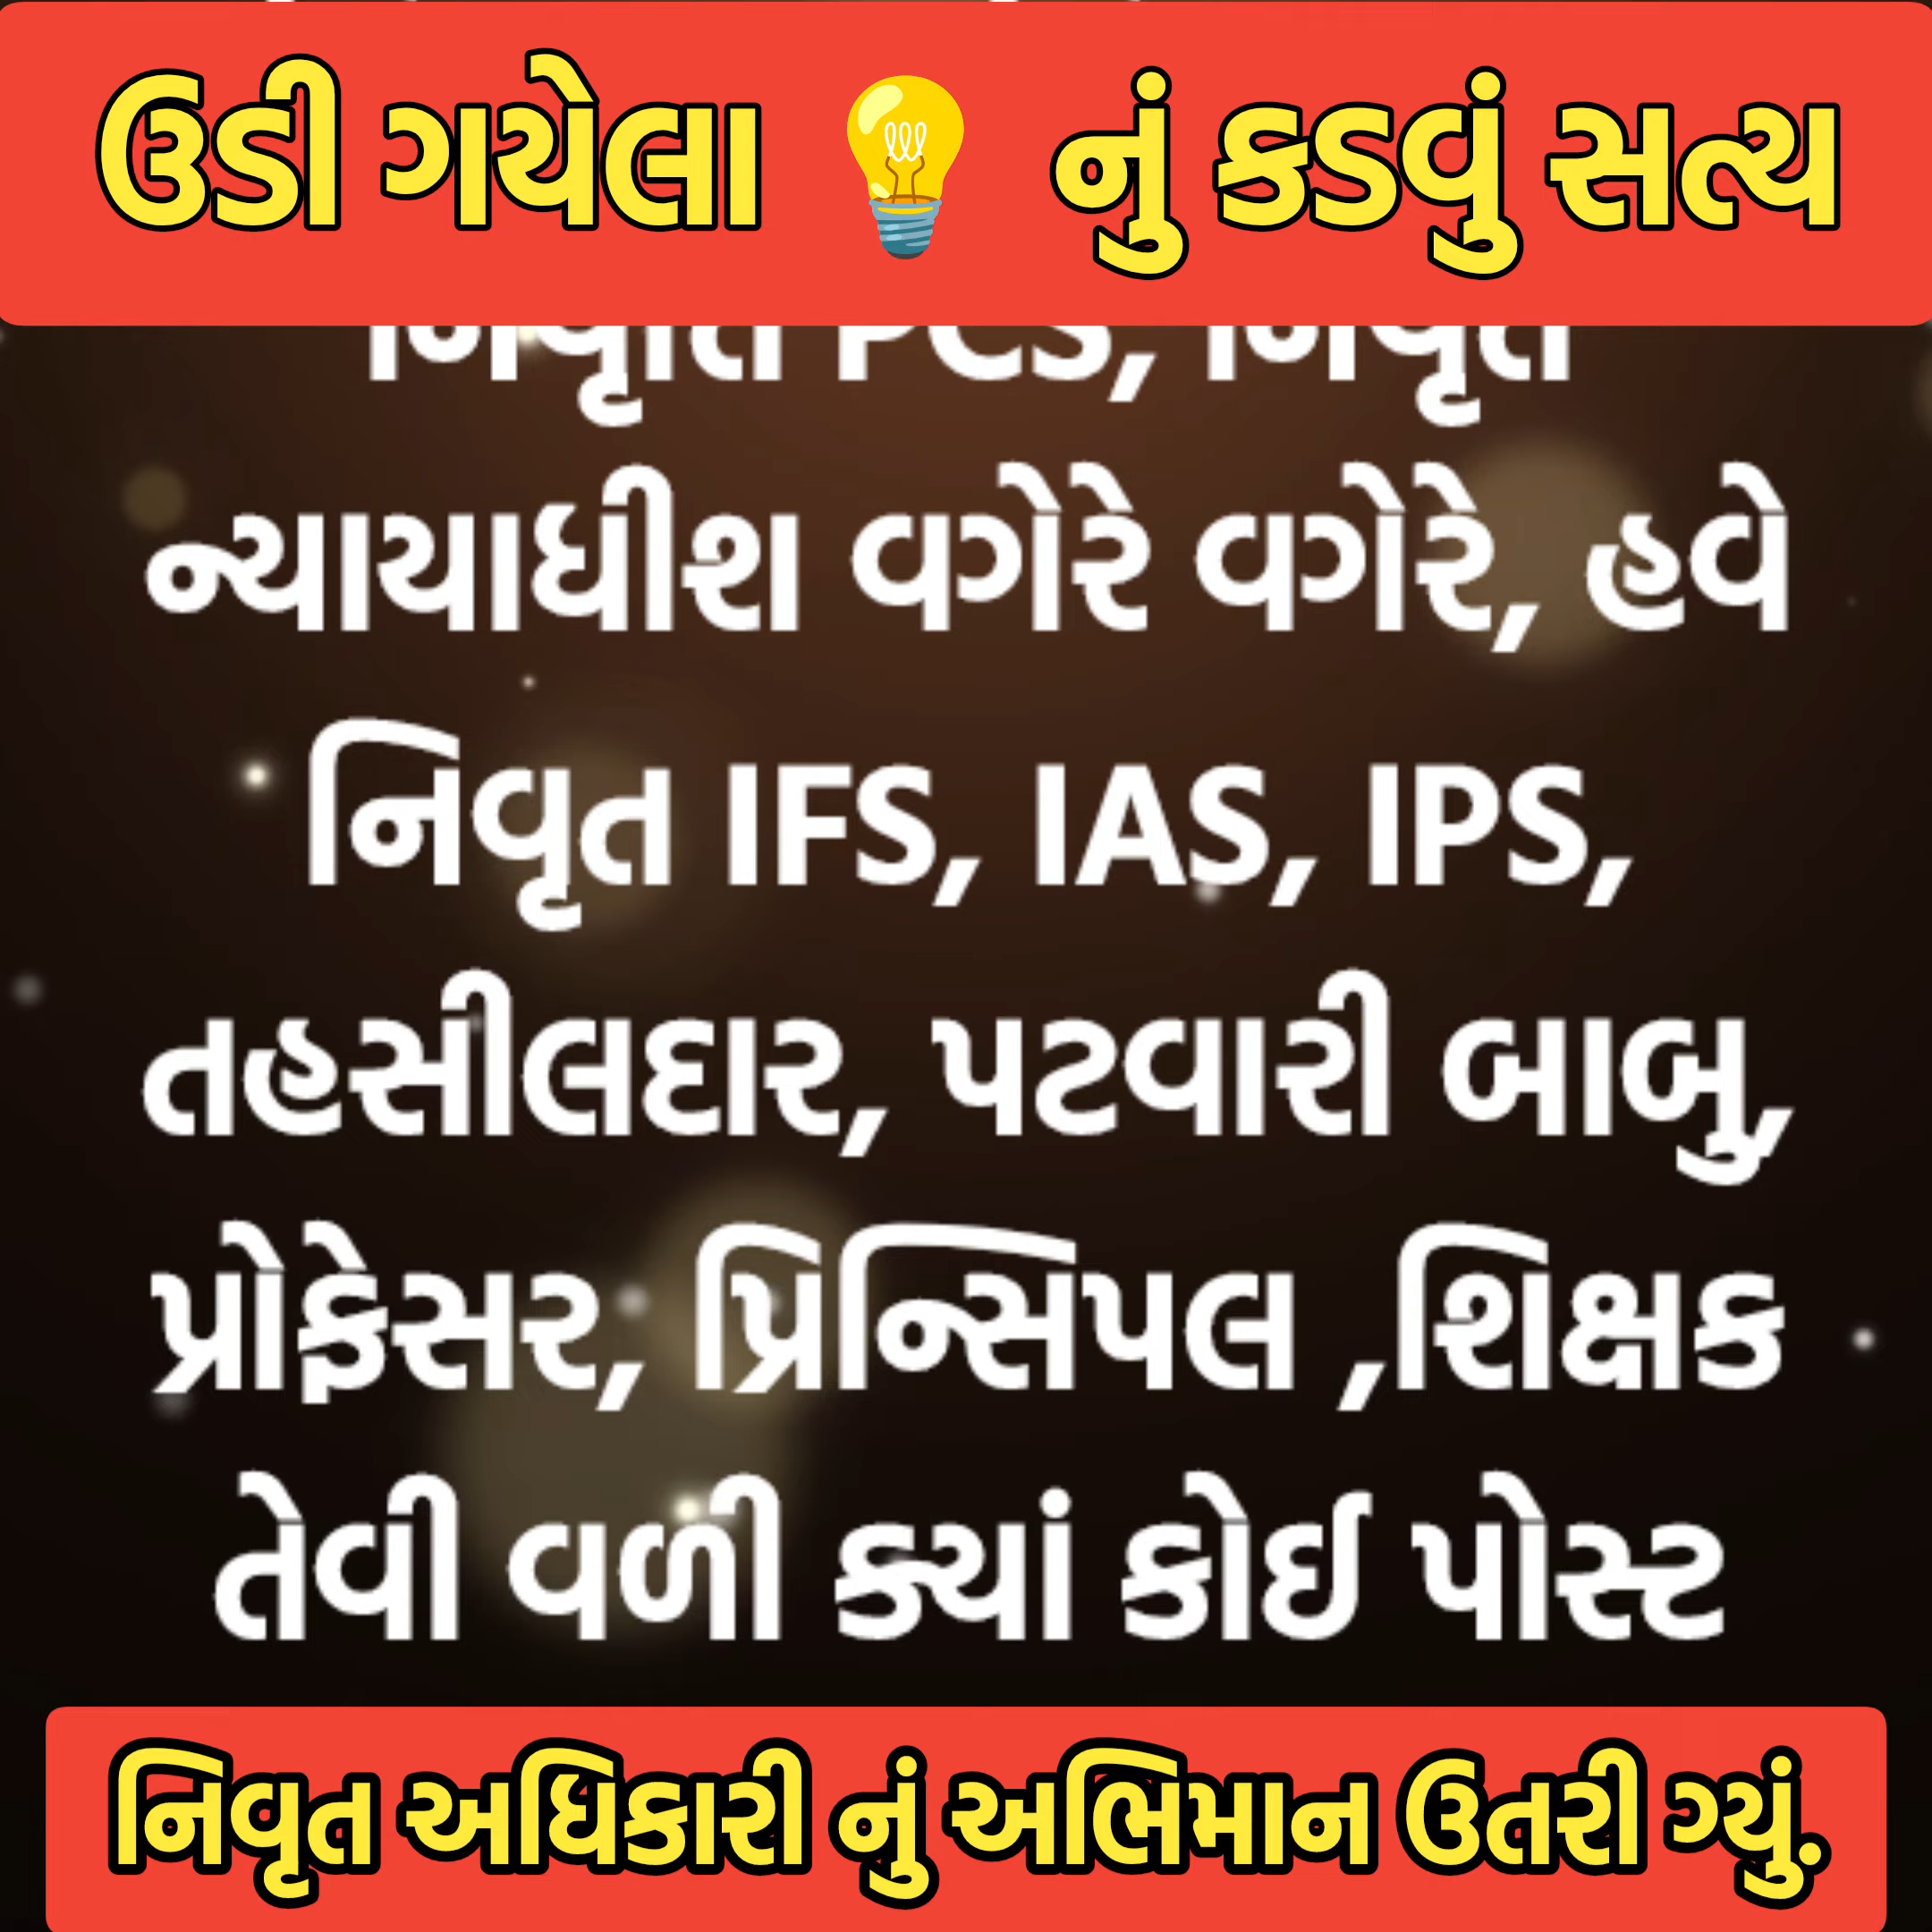 ઉડી ગયેલા 💡 નું કડવું સત્ય
નિવૃત PCS, નિવૃત
ન્યાયાધીશ વગેરે વગેરે, હવે
નિવૃત IFS, IAS, IPS,
તહસીલદાર, પટવારી બાબુ,
પ્રોફેસર, પ્રિન્સિપલ ,શિક્ષક
તેવી વળી ક્યાં કોઈ પોસ્ટ
નિવૃત અધિકારી નું અભિમાન ઉતરી ગ્યું.